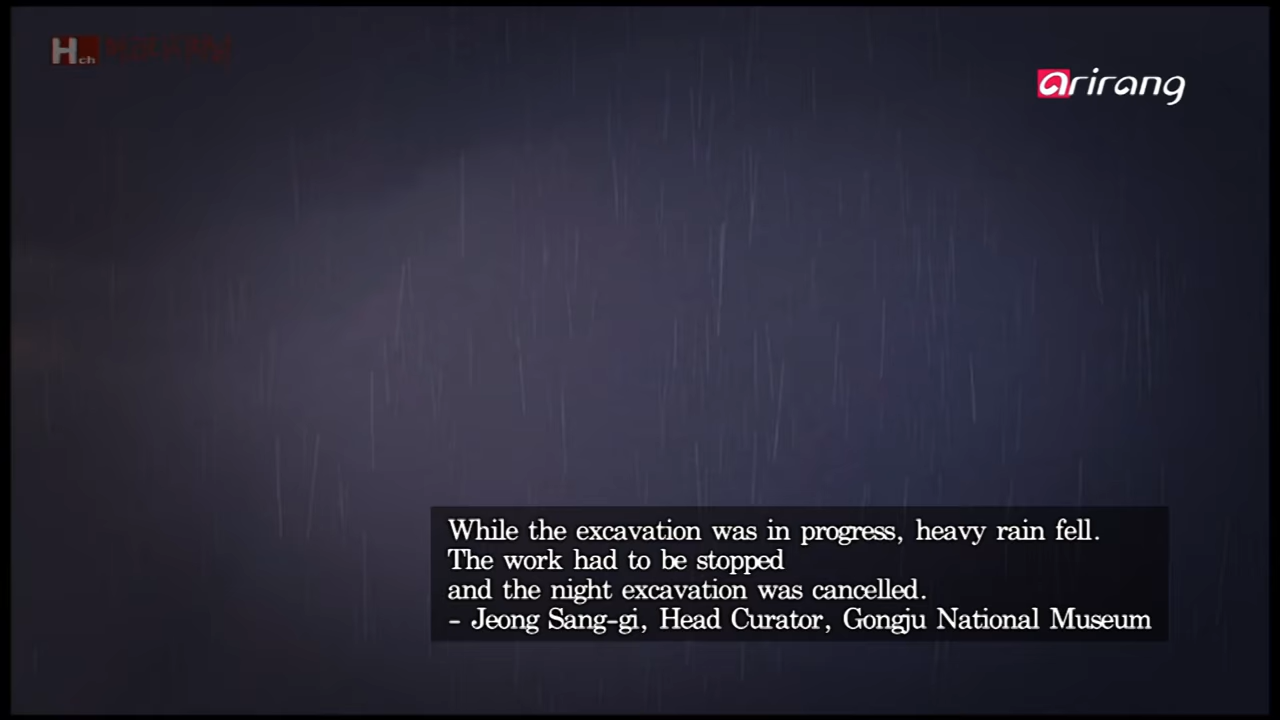 Hch
arirang
While the excavation was in progress, heavy rain fell.
The work had to be stopped
and the night excavation was cancelled.
- Jeong Sang-gi, Head Curator, Gongju National Museum